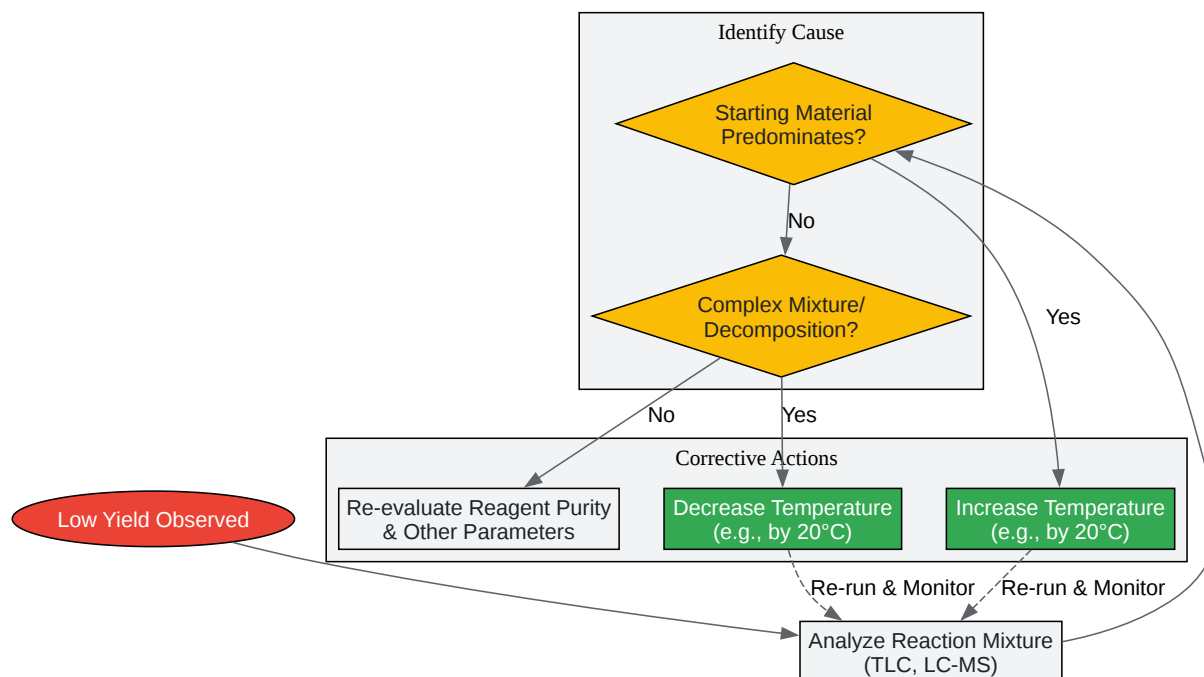 Identify Cause
Starting Material
Predominates?
No
Complex Mixture/
Decomposition?
Yes
No
Yes
Corrective Actions
Low Yield Observed
Re-evaluate Reagent Purity
& Other Parameters
Decrease Temperature
(e.g., by 20°C)
Increase Temperature
(e.g., by 20°C)
Re-run & Monitor
Re-run & Monitor
Analyze Reaction Mixture
(TLC, LC-MS)